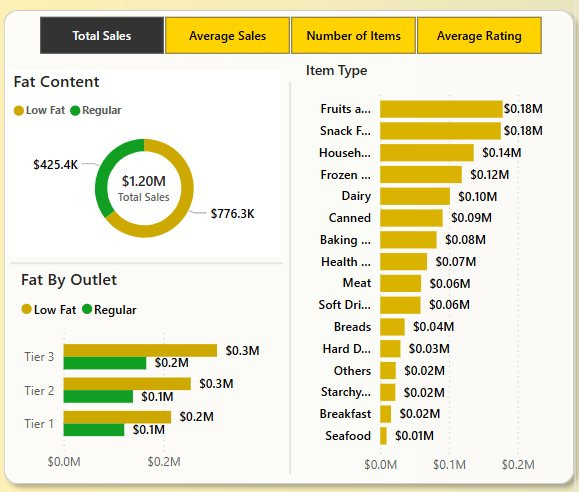 Total Sales
Average Sales
Number of Items
Average Rating
Fat Content
Low Fat
Regular
$425.4K
$1.20M
Total Sales
$776.3K
Fat By Outlet
Low Fat
Regular
Tier 3
$0.3M
$0.2M
Tier 2
$0.3M
$0.1M
Tier 1
$0.2M
$0.1M
$0.0M
$0.2M
Item Type
Fruits a... $0.18M
Snack F... $0.18M
Househ... $0.14M
Frozen ... $0.12M
Dairy $0.10M
Canned $0.09M
Baking ... $0.08M
Health ... $0.07M
Meat $0.06M
Soft Dri... $0.06M
Breads $0.04M
Hard D... $0.03M
Others $0.02M
Starchy... $0.02M
Breakfast $0.02M
Seafood $0.01M
$0.0M $0.1M $0.2M